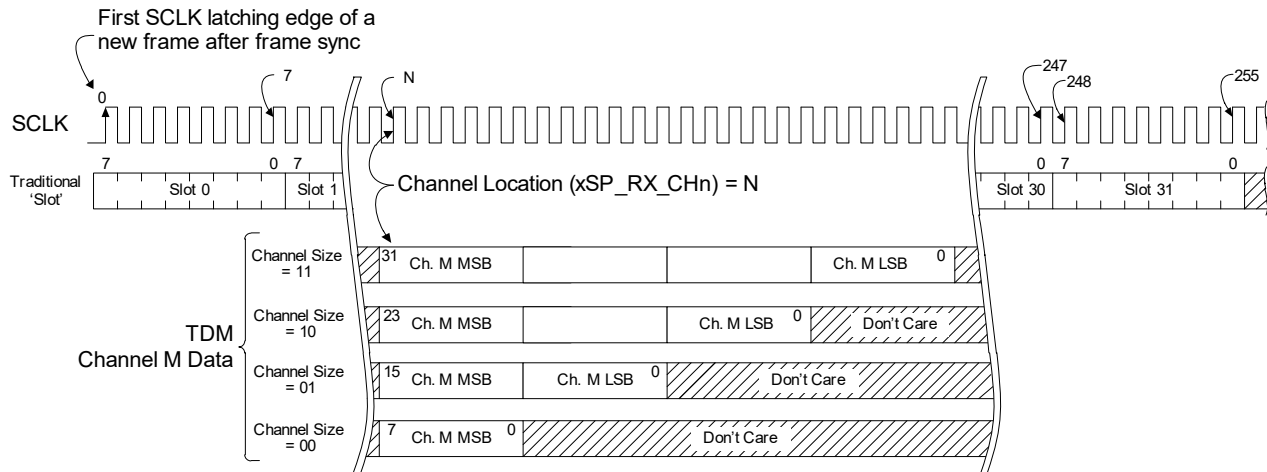 First SCLK latching edge of a
new frame after frame sync
0
7
N
247
248
255
SCLK
7 0 7 0 7 0
Traditional
‘Slot’
Slot 0 Slot 1 Slot 30 Slot 31
Channel Location (xSP_RX_CHn) = N
Channel Size
= 11
31 Ch. M MSB Ch. M LSB 0
TDM
Channel M Data
Channel Size
= 10
23 Ch. M MSB Ch. M LSB 0 Don’t Care
Channel Size
= 01
15 Ch. M MSB Ch. M LSB 0 Don’t Care
Channel Size
= 00
7 Ch. M MSB 0 Don’t Care